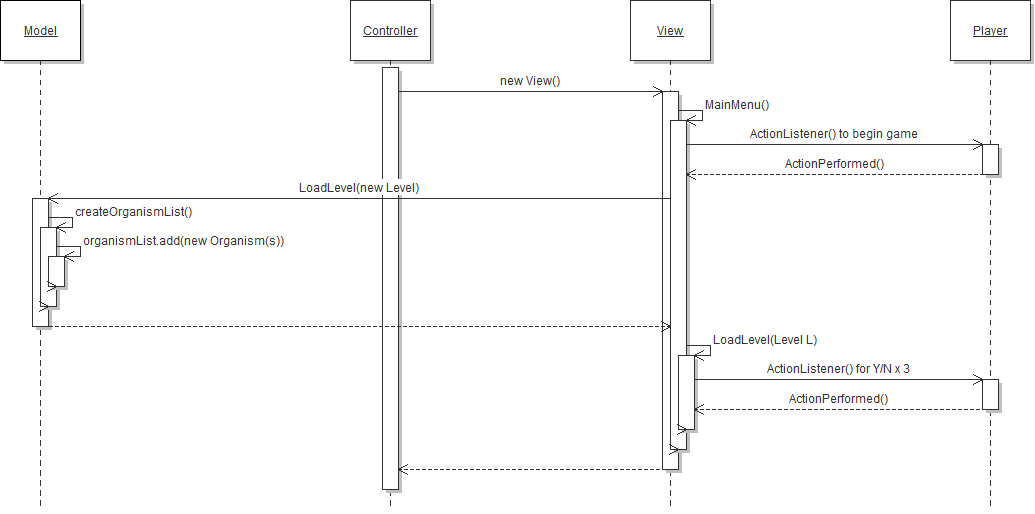 Model
Controller
View
Player
new View()
MainMenu()
ActionListener() to begin game
ActionPerformed()
LoadLevel(new Level)
createOrganismList()
organismList.add(new Organism(s))
LoadLevel(Level L)
ActionListener() for Y/N x 3
ActionPerformed()